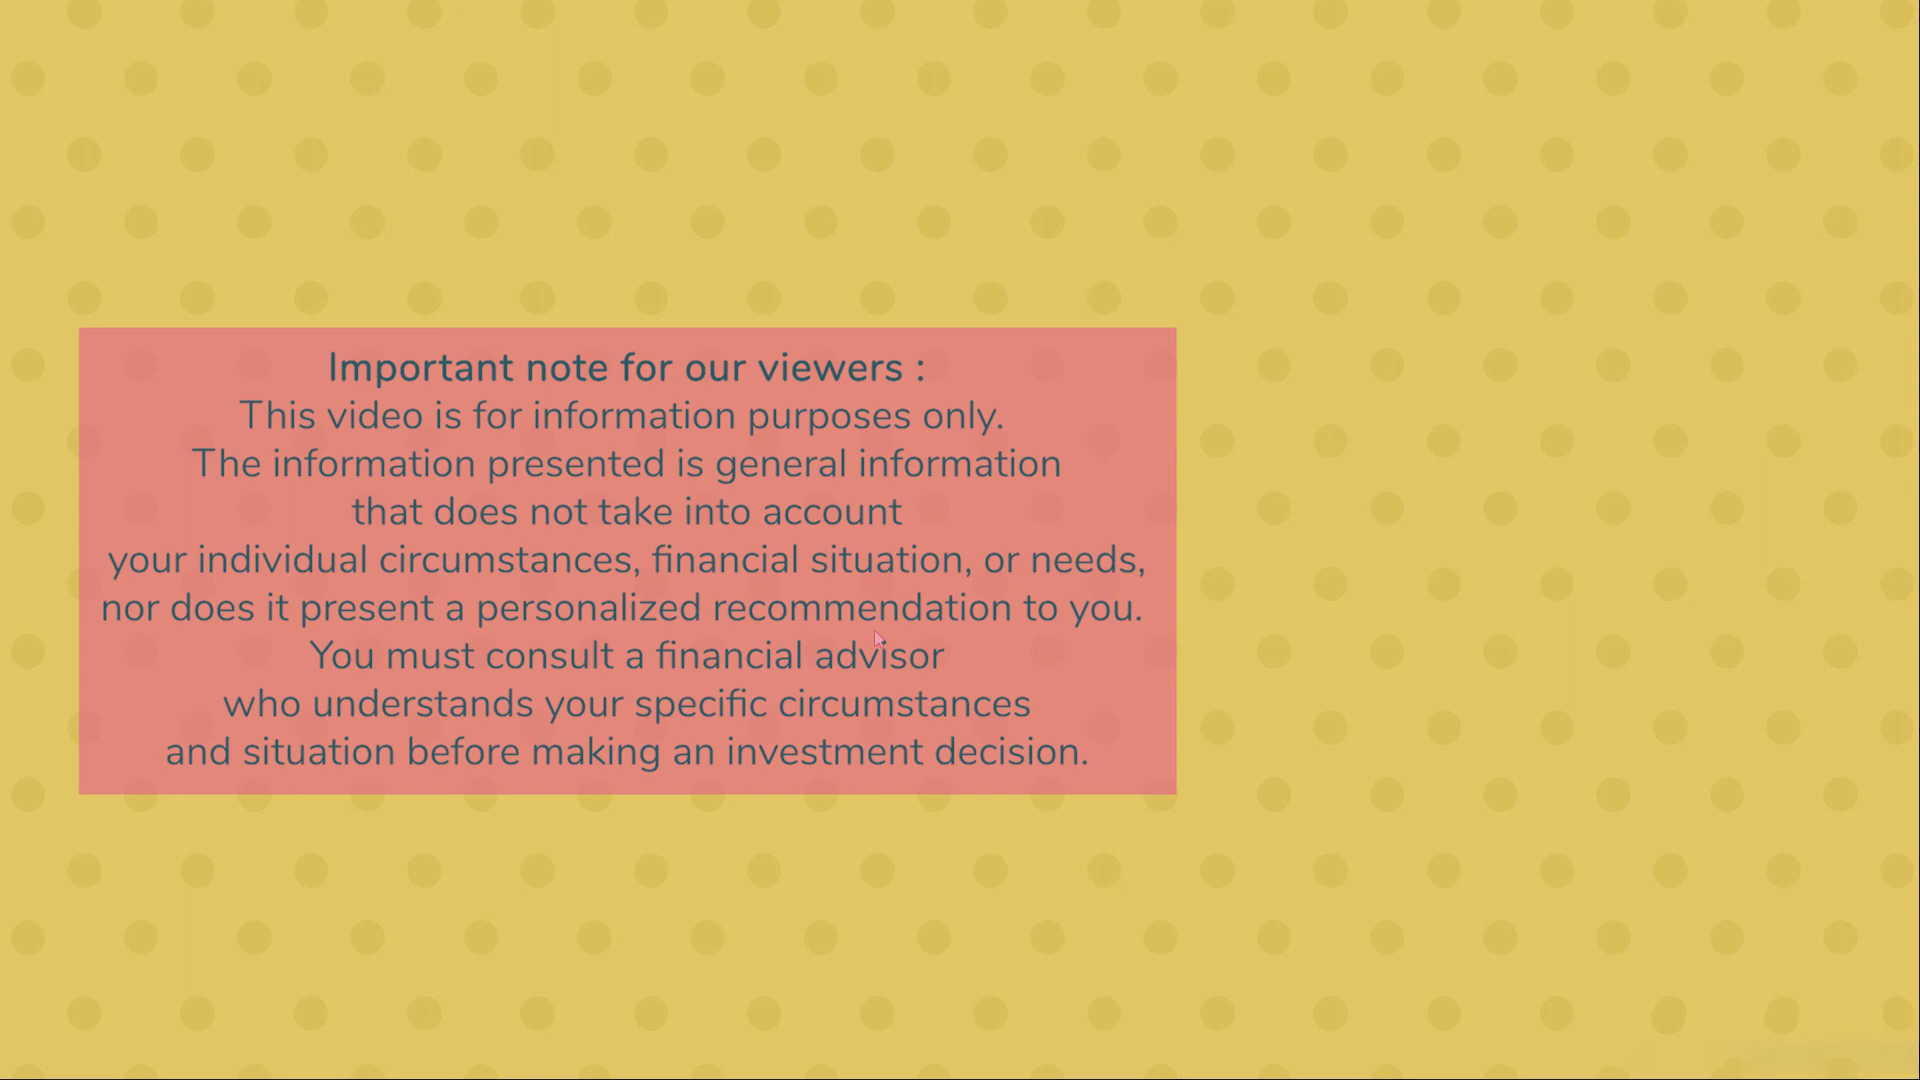 Important note for our viewers :
This video is for information purposes only.
The information presented is general information
that does not take into account
your individual circumstances, financial situation, or needs,
nor does it present a personalized recommendation to you.
You must consult a financial advisor
who understands your specific circumstances
and situation before making an investment decision.